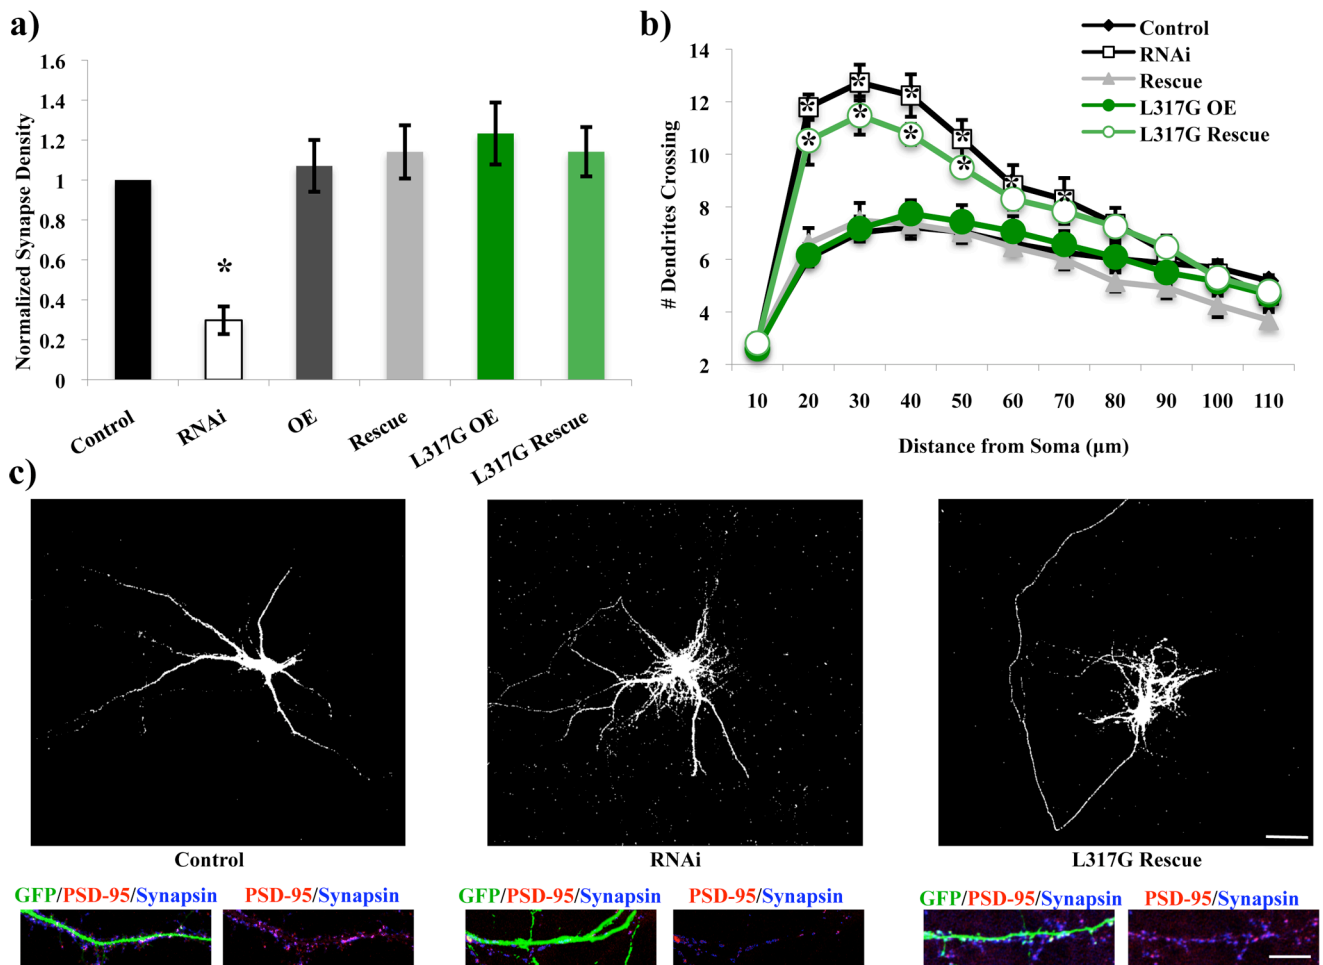 a)
Normalized Synapse Density
1.6
1.4
1.2
1
0.8
0.6
0.4
0.2
0
*
Control
RNAi
OE
Rescue
L317G OE
L317G Rescue
b)
# Dendrites Crossing
14
12
10
8
6
4
2
* * * * * *
* * * *
10 20 30 40 50 60 70 80 90 100 110
Distance from Soma (µm)
Control
RNAi
Rescue
L317G OE
L317G Rescue
c)
Control
RNAi
L317G Rescue
GFP/PSD-95/Synapsin PSD-95/Synapsin
GFP/PSD-95/Synapsin PSD-95/Synapsin
GFP/PSD-95/Synapsin PSD-95/Synapsin